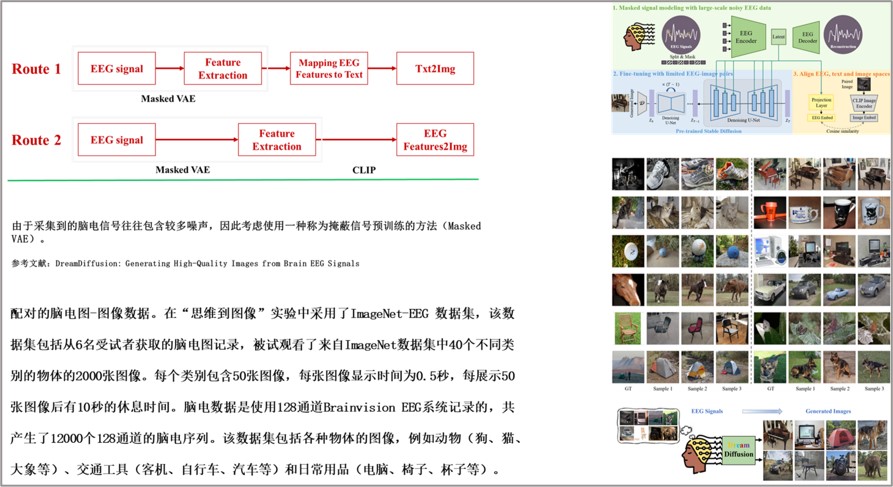 Route 1
EEG signal
Feature
Extraction
Mapping EEG
Features to Text
Txt2Img
Masked VAE
Route 2
EEG signal
Feature
Extraction
EEG
Features2Img
Masked VAE
CLIP
由于采集到的脑电信号往往包含较多噪声，因此考虑使用一种称为掩蔽信号预训练的方法（Masked
VAE）。
参考文献：DreamDiffusion: Generating High-Quality Images from Brain EEG Signals
配对的脑电图-图像数据。在“思维到图像”实验中采用了ImageNet-EEG 数据集，该数
据集包括从6名受试者获取的脑电图记录，被试观看了来自ImageNet数据集中40个不同类
别的物体的2000张图像。每个类别包含50张图像，每张图像显示时间为0.5秒，每展示50
张图像后有10秒的休息时间。脑电数据是使用128通道Brainvision EEG系统记录的，共
产生了12000个128通道的脑电序列。该数据集包括各种物体的图像，例如动物（狗、猫、
大象等）、交通工具（客机、自行车、汽车等）和日常用品（电脑、椅子、杯子等）。
1. Masked signal modeling with large-scale noisy EEG data
EEG Signals
Split & Mask
EEG
Encoder
Latent
EEG
Decoder
Reconstruction
2. Fine-tuning with limited EEG-image pairs
Denoising
U-Net
Denoising U-Net
Pre-trained Stable Diffusion
3. Align EEG, text and image spaces
Paired
Image
Projection
Layer
CLIP Image
Encoder
EEG Embed
Image Embed
Cosine similarity
GT
Sample 1
Sample 2
Sample 3
GT
Sample 1
Sample 2
Sample 3
EEG Signals
Generated Images
Dream
Diffusion